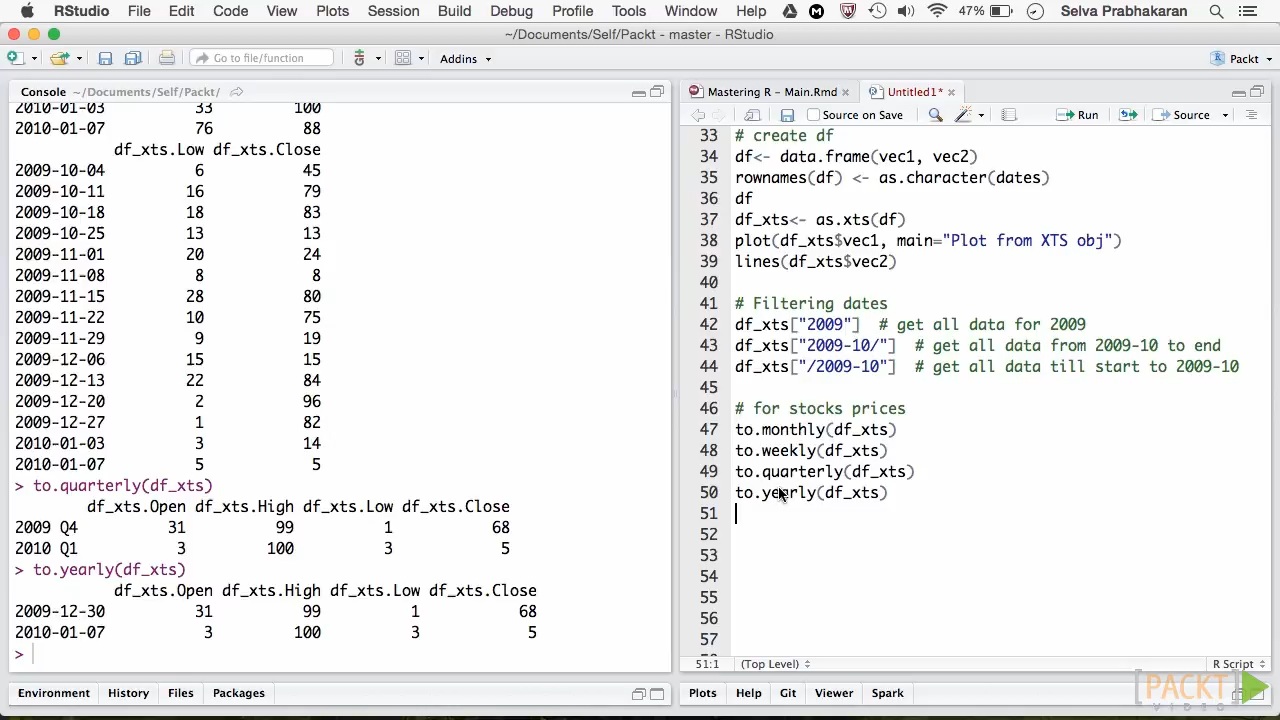 RStudio File Edit Code View Plots Session Build Debug Profile Tools Window Help 47% Selva Prabhakaran
~/Documents/Self/Packt - master - RStudio
Go to file/function Addins Packt
Console ~/Documents/Self/Packt/
2010-01-03 33 100
2010-01-07 76 88
df_xts.Low df_xts.Close
2009-10-04 6 45
2009-10-11 16 79
2009-10-18 18 83
2009-10-25 13 13
2009-11-01 20 24
2009-11-08 8 8
2009-11-15 28 80
2009-11-22 10 75
2009-11-29 9 19
2009-12-06 15 15
2009-12-13 22 84
2009-12-20 2 96
2009-12-27 1 82
2010-01-03 3 14
2010-01-07 5 5
> to.quarterly(df_xts)
df_xts.Open df_xts.High df_xts.Low df_xts.Close
2009 Q4 31 99 1 68
2010 Q1 3 100 3 5
> to.yearly(df_xts)
df_xts.Open df_xts.High df_xts.Low df_xts.Close
2009-12-30 31 99 1 68
2010-01-07 3 100 3 5
>
Environment History Files Packages
Mastering R - Main.Rmd Untitled1*
Source on Save Run Source
33 # create df
34 df<- data.frame(vec1, vec2)
35 rownames(df) <- as.character(dates)
36 df
37 df_xts<- as.xts(df)
38 plot(df_xts$vec1, main="Plot from XTS obj")
39 lines(df_xts$vec2)
40
41 # Filtering dates
42 df_xts["2009"] # get all data for 2009
43 df_xts["2009-10/"] # get all data from 2009-10 to end
44 df_xts["/2009-10"] # get all data till start to 2009-10
45
46 # for stocks prices
47 to.monthly(df_xts)
48 to.weekly(df_xts)
49 to.quarterly(df_xts)
50 to.yearly(df_xts)
51
52
53
54
55
56
57
51:1 (Top Level) R Script
Plots Help Git Viewer Spark
PACKT
VIDEO